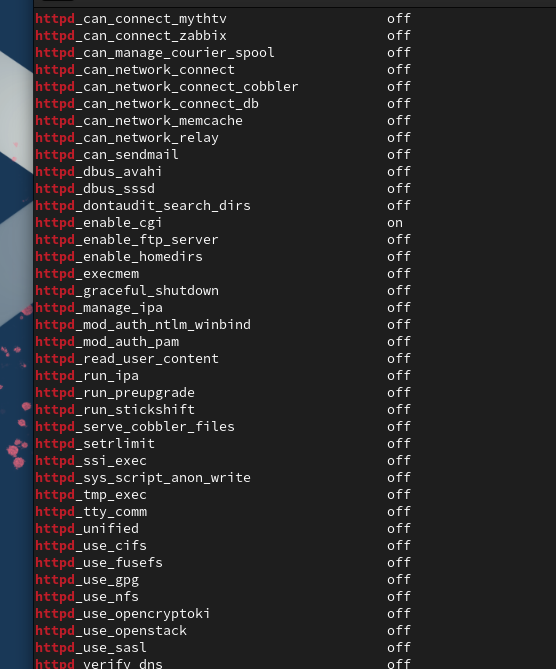 httpd_can_connect_mythtv off
httpd_can_connect_zabbix off
httpd_can_manage_courier_spool off
httpd_can_network_connect off
httpd_can_network_connect_cobbler off
httpd_can_network_connect_db off
httpd_can_network_memcache off
httpd_can_network_relay off
httpd_can_sendmail off
httpd_dbus_avahi off
httpd_dbus_sssd off
httpd_dontaudit_search_dirs off
httpd_enable_cgi on
httpd_enable_ftp_server off
httpd_enable_homedirs off
httpd_execmem off
httpd_graceful_shutdown off
httpd_manage_ipa off
httpd_mod_auth_ntlm_winbind off
httpd_mod_auth_pam off
httpd_read_user_content off
httpd_run_ipa off
httpd_run_preupgrade off
httpd_run_stickshift off
httpd_serve_cobbler_files off
httpd_setrlimit off
httpd_ssi_exec off
httpd_sys_script_anon_write off
httpd_tmp_exec off
httpd_tty_comm off
httpd_unified off
httpd_use_cifs off
httpd_use_fusefs off
httpd_use_gpg off
httpd_use_nfs off
httpd_use_opencryptoki off
httpd_use_openstack off
httpd_use_sasl off
httpd_verify_dns off